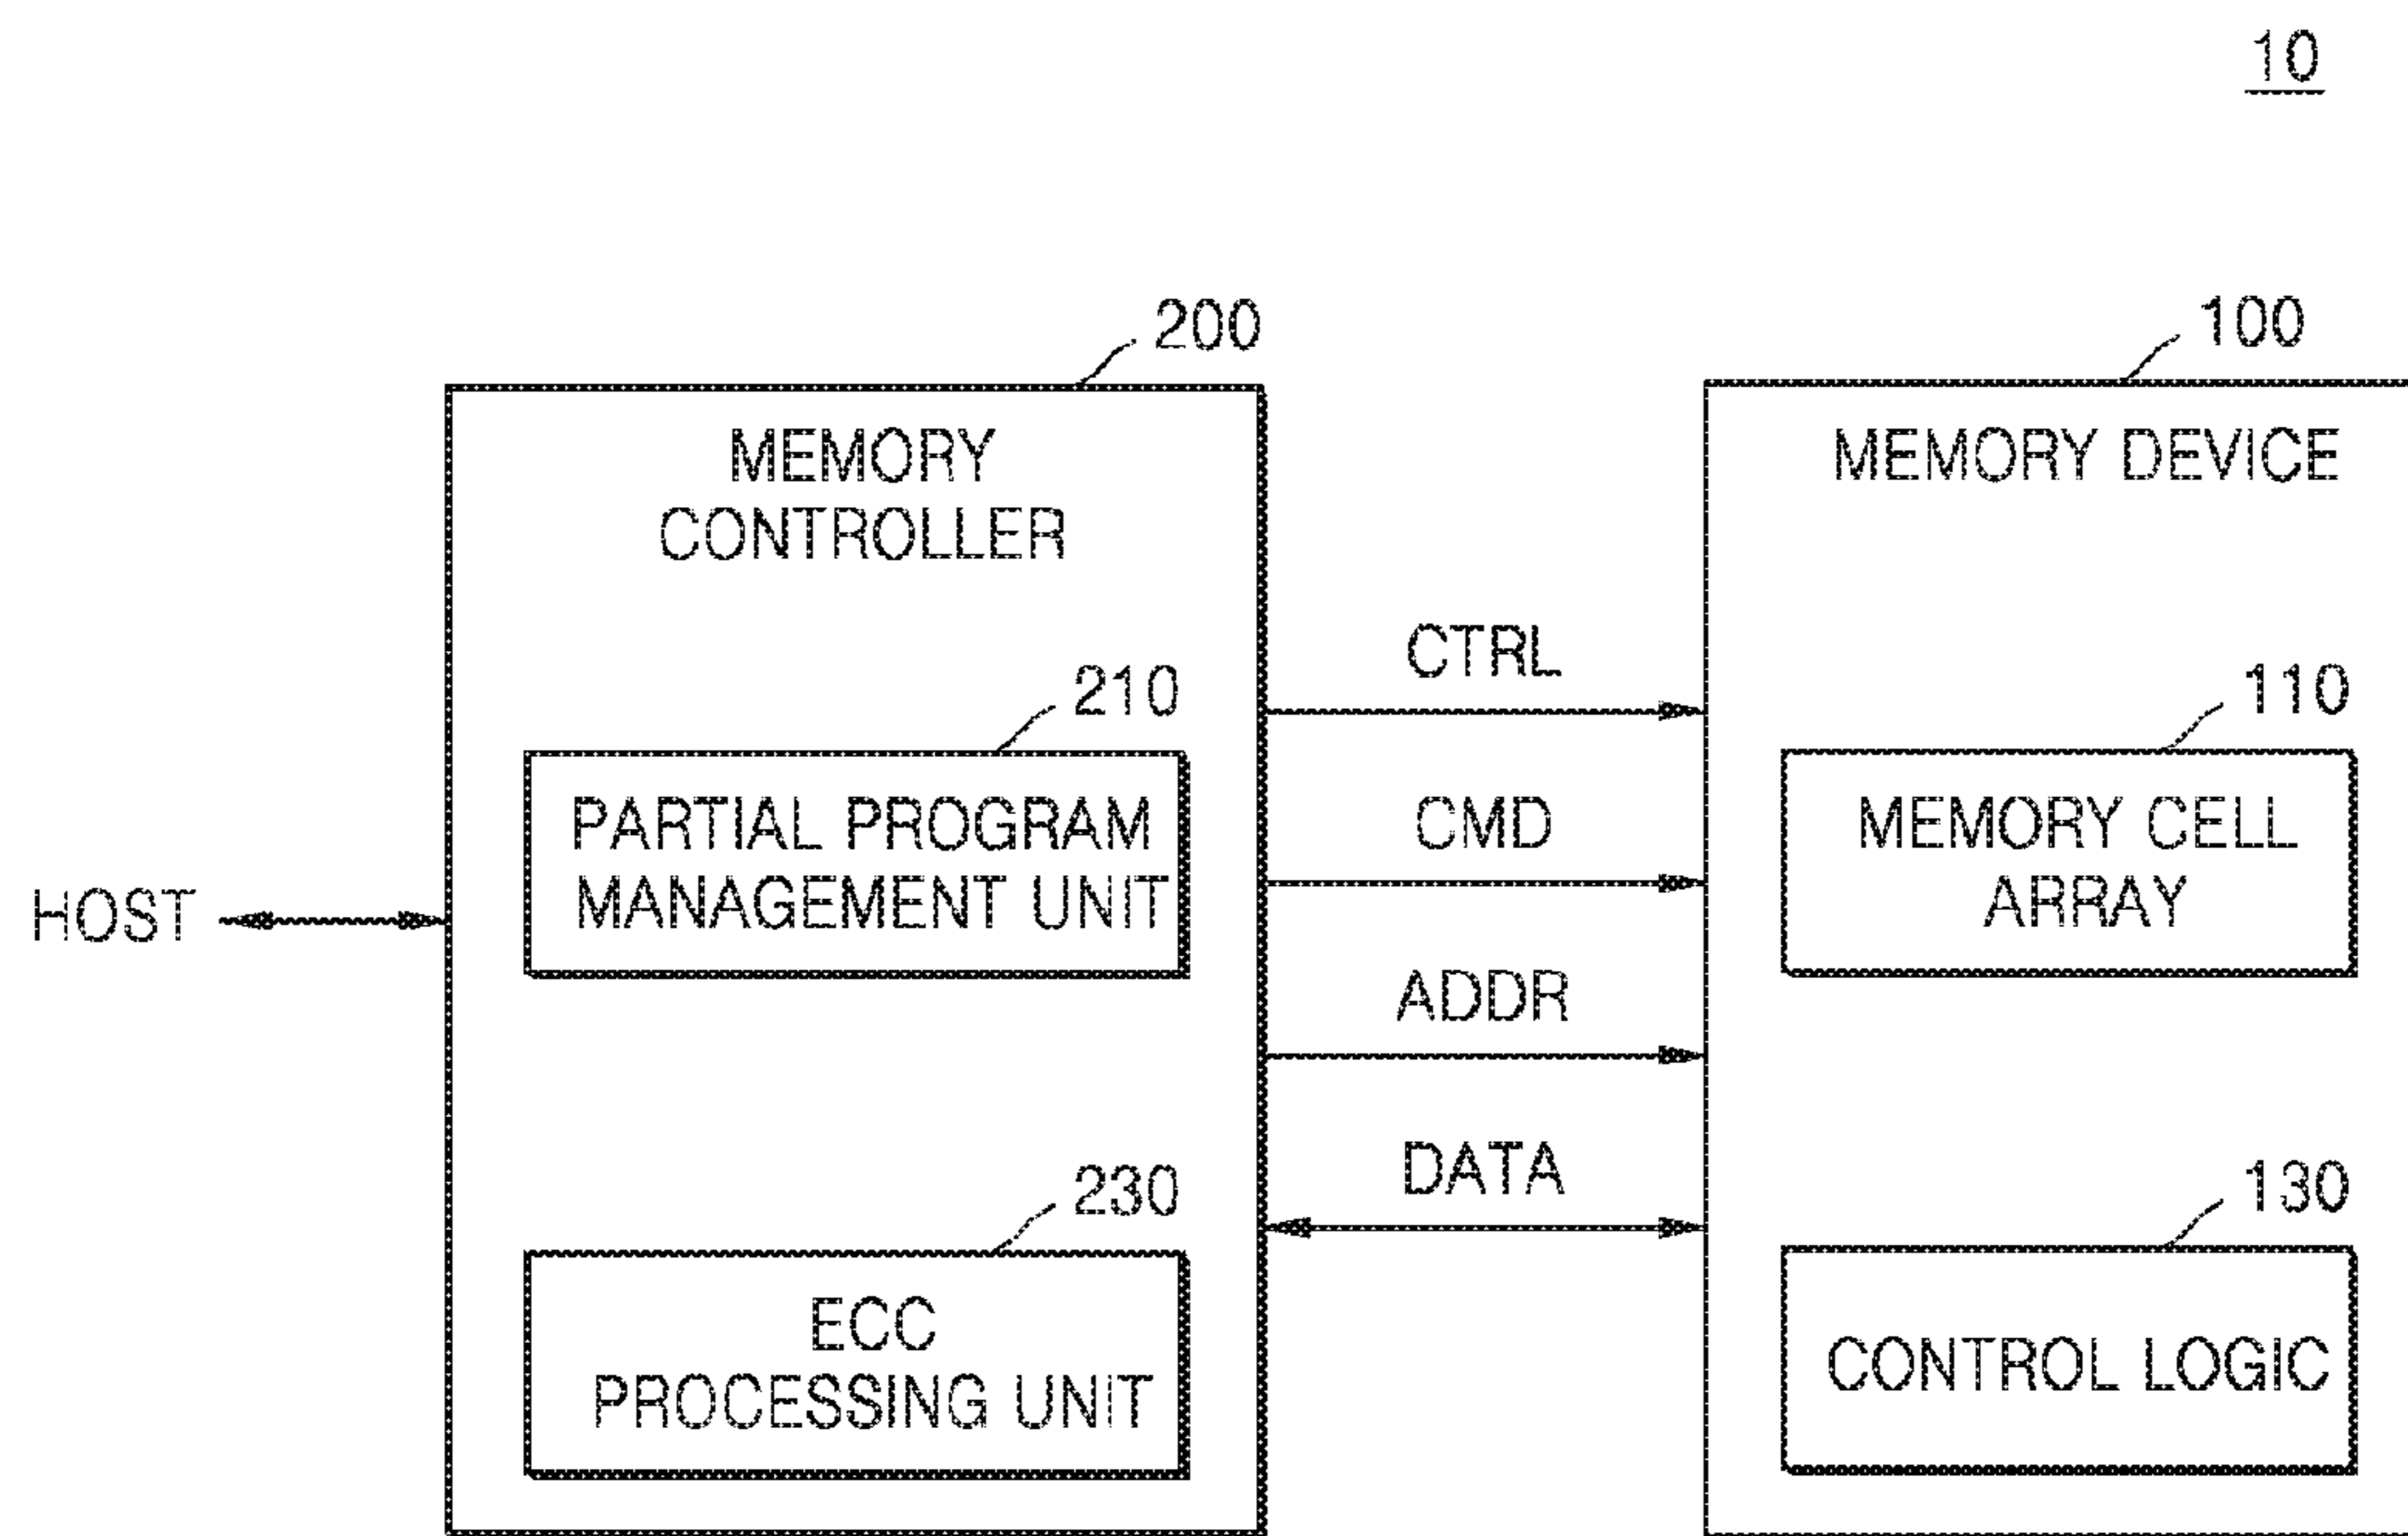 10
200
100
MEMORY
CONTROLLER
MEMORY DEVICE
CTRL
210
110
PARTIAL PROGRAM
MANAGEMENT UNIT
CMD
MEMORY CELL
ARRAY
HOST
ADDR
DATA
230
130
ECC
PROCESSING UNIT
CONTROL LOGIC